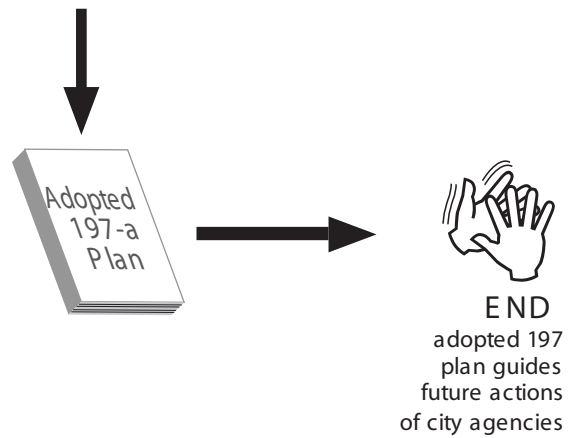 Adopted
197-a
Plan
END
adopted 197
plan guides
future actions
of city agencies